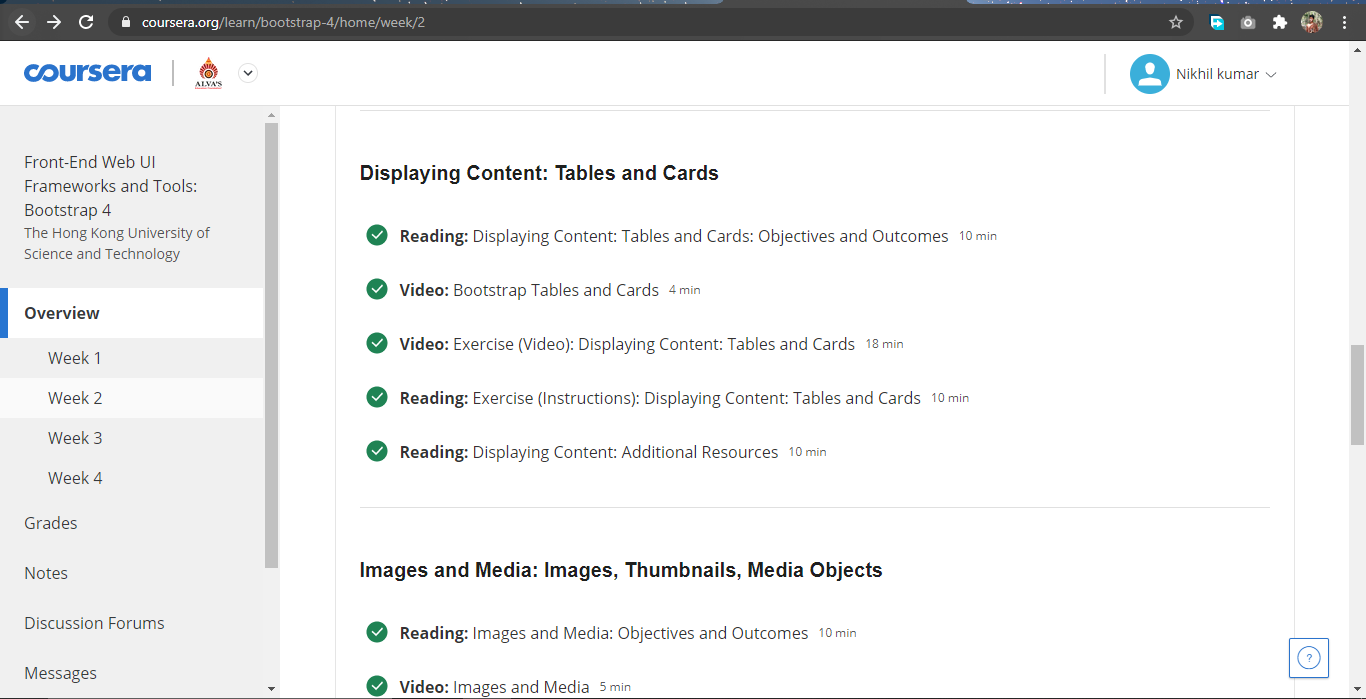 coursera.org/learn/bootstrap-4/home/week/2
coursera
ALVA'S
Nikhil kumar
Front-End Web UI
Frameworks and Tools:
Bootstrap 4
The Hong Kong University of
Science and Technology
Overview
Week 1
Week 2
Week 3
Week 4
Grades
Notes
Discussion Forums
Messages
Displaying Content: Tables and Cards
Reading: Displaying Content: Tables and Cards: Objectives and Outcomes 10 min
Video: Bootstrap Tables and Cards 4 min
Video: Exercise (Video): Displaying Content: Tables and Cards 18 min
Reading: Exercise (Instructions): Displaying Content: Tables and Cards 10 min
Reading: Displaying Content: Additional Resources 10 min
Images and Media: Images, Thumbnails, Media Objects
Reading: Images and Media: Objectives and Outcomes 10 min
Video: Images and Media 5 min
?